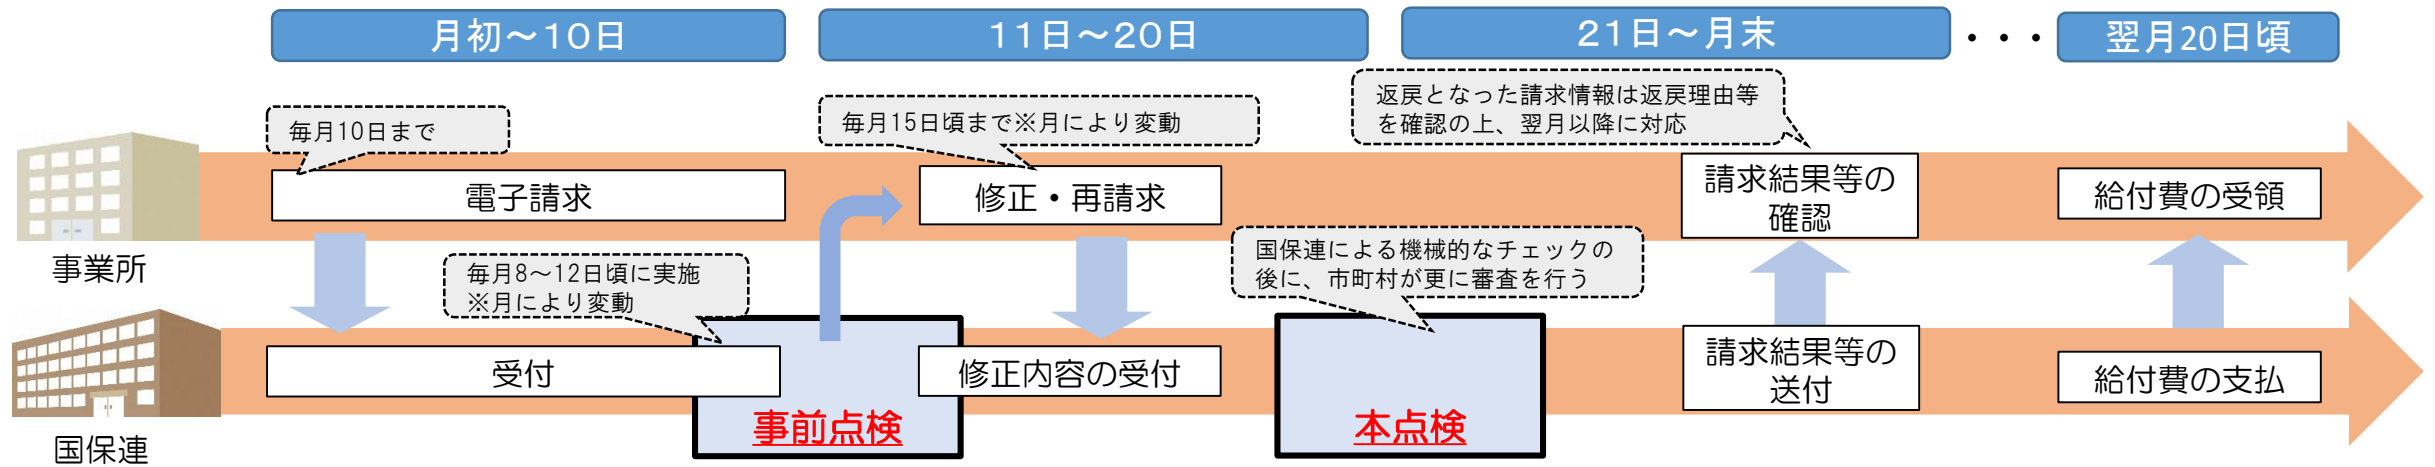 月初～10日
11日～20日
21日～月末
・・・
翌月20日頃
毎月10日まで
毎月15日頃まで※月により変動
返戻となった請求情報は返戻理由等
を確認の上、翌月以降に対応
電子請求
修正・再請求
請求結果等の
確認
給付費の受領
事業所
毎月8～12日頃に実施
※月により変動
国保連による機械的なチェックの
後に、市町村が更に審査を行う
受付
修正内容の受付
請求結果等の
送付
給付費の支払
事前点検
本点検
国保連